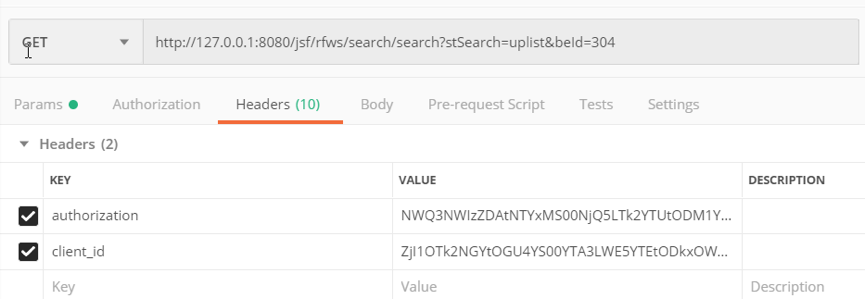 GET http://127.0.0.1:8080/jsf/rfws/search/search?stSearch=uplist&beId=304
Params Authorization Headers (10) Body Pre-request Script Tests Settings
Headers (2)
KEY VALUE DESCRIPTION
authorization NWQ3NWIzZDAtNTYxMS00NjQ5LTk2YTUtODM1Y...
client_id ZjI1OTk2NGYtOGU4YS00YTA3LWE5YTEtODkxOW...
Key Value Description